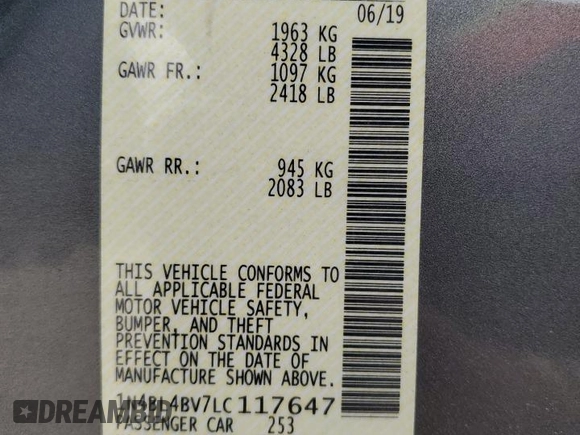 DATE: 06/19
GVWR: 1963 KG
4328 LB
GAWR FR.: 1097 KG
2418 LB
GAWR RR.: 945 KG
2083 LB
THIS VEHICLE CONFORMS TO
ALL APPLICABLE FEDERAL
MOTOR VEHICLE SAFETY,
BUMPER, AND THEFT
PREVENTION STANDARDS IN
EFFECT ON THE DATE OF
MANUFACTURE SHOWN ABOVE.
1N4BL4BV7LC117647
PASSENGER CAR 253
© RideSafely